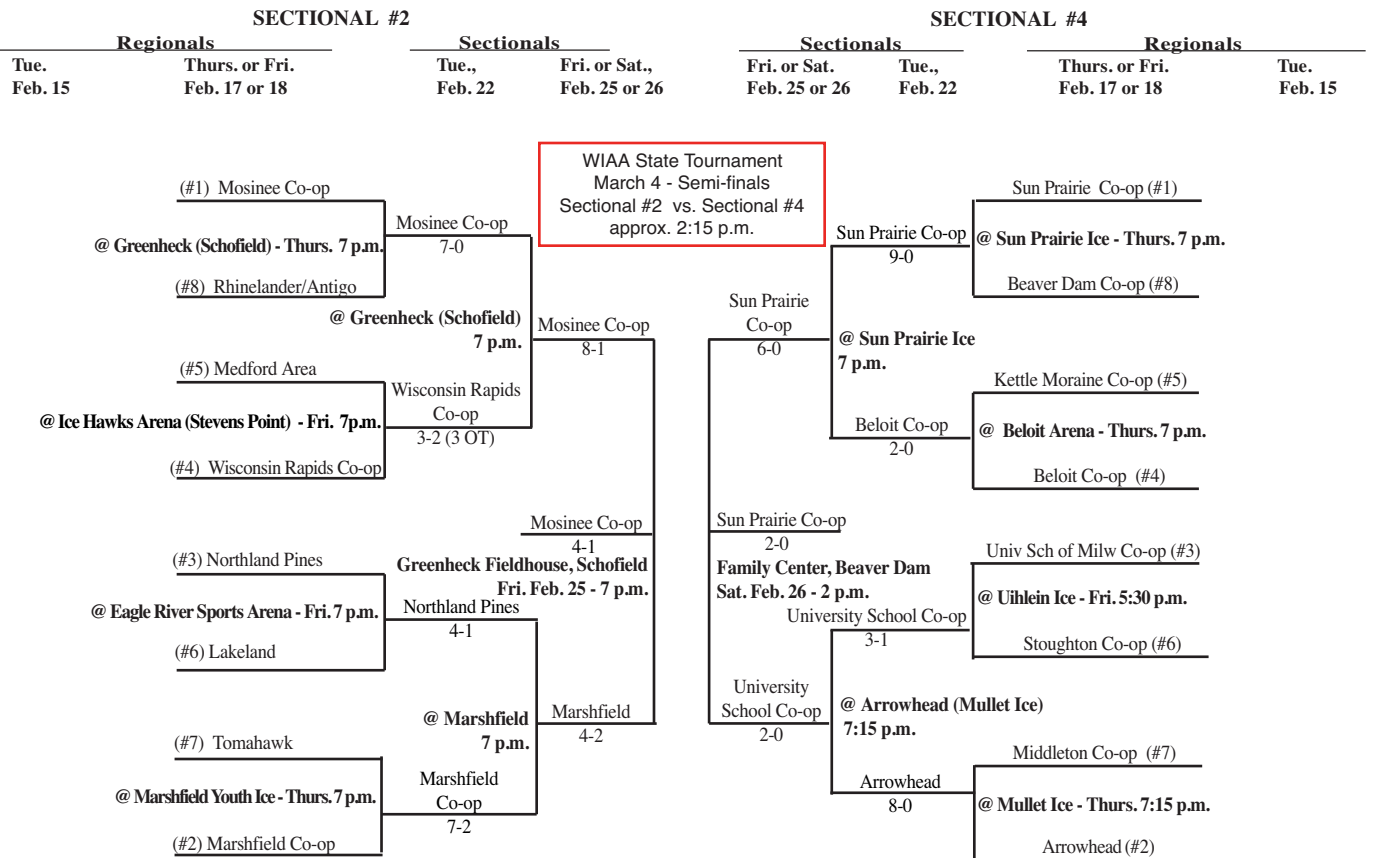 SECTIONAL #2
Regionals
Sectionals
Tue.
Feb. 15
Thurs. or Fri.
Feb. 17 or 18
Tue.,
Feb. 22
Fri. or Sat.,
Feb. 25 or 26
(#1) Mosinee Co-op
@ Greenheck (Schofield) - Thurs. 7 p.m.
(#8) Rhinelander/Antigo
Mosinee Co-op
7-0
@ Greenheck (Schofield)
7 p.m.
(#5) Medford Area
@ Ice Hawks Arena (Stevens Point) - Fri. 7p.m.
(#4) Wisconsin Rapids Co-op
Wisconsin Rapids
Co-op
3-2 (3 OT)
Mosinee Co-op
8-1
Mosinee Co-op
4-1
Greenheck Fieldhouse, Schofield
Fri. Feb. 25 - 7 p.m.
(#3) Northland Pines
@ Eagle River Sports Arena - Fri. 7 p.m.
(#6) Lakeland
Northland Pines
4-1
@ Marshfield
7 p.m.
Marshfield
4-2
(#7) Tomahawk
@ Marshfield Youth Ice - Thurs. 7 p.m.
(#2) Marshfield Co-op
Marshfield
Co-op
7-2
WIAA State Tournament
March 4 - Semi-finals
Sectional #2 vs. Sectional #4
approx. 2:15 p.m.
SECTIONAL #4
Sectionals
Regionals
Fri. or Sat.
Feb. 25 or 26
Tue.,
Feb. 22
Thurs. or Fri.
Feb. 17 or 18
Tue.
Feb. 15
Sun Prairie Co-op (#1)
@ Sun Prairie Ice - Thurs. 7 p.m.
Beaver Dam Co-op (#8)
Sun Prairie Co-op
9-0
Sun Prairie
Co-op
6-0
@ Sun Prairie Ice
7 p.m.
Kettle Moraine Co-op (#5)
@ Beloit Arena - Thurs. 7 p.m.
Beloit Co-op (#4)
Beloit Co-op
2-0
Sun Prairie Co-op
2-0
Family Center, Beaver Dam
Sat. Feb. 26 - 2 p.m.
Univ Sch of Milw Co-op (#3)
@ Uihlein Ice - Fri. 5:30 p.m.
Stoughton Co-op (#6)
University School Co-op
3-1
University
School Co-op
2-0
@ Arrowhead (Mullet Ice)
7:15 p.m.
Middleton Co-op (#7)
@ Mullet Ice - Thurs. 7:15 p.m.
Arrowhead (#2)
Arrowhead
8-0